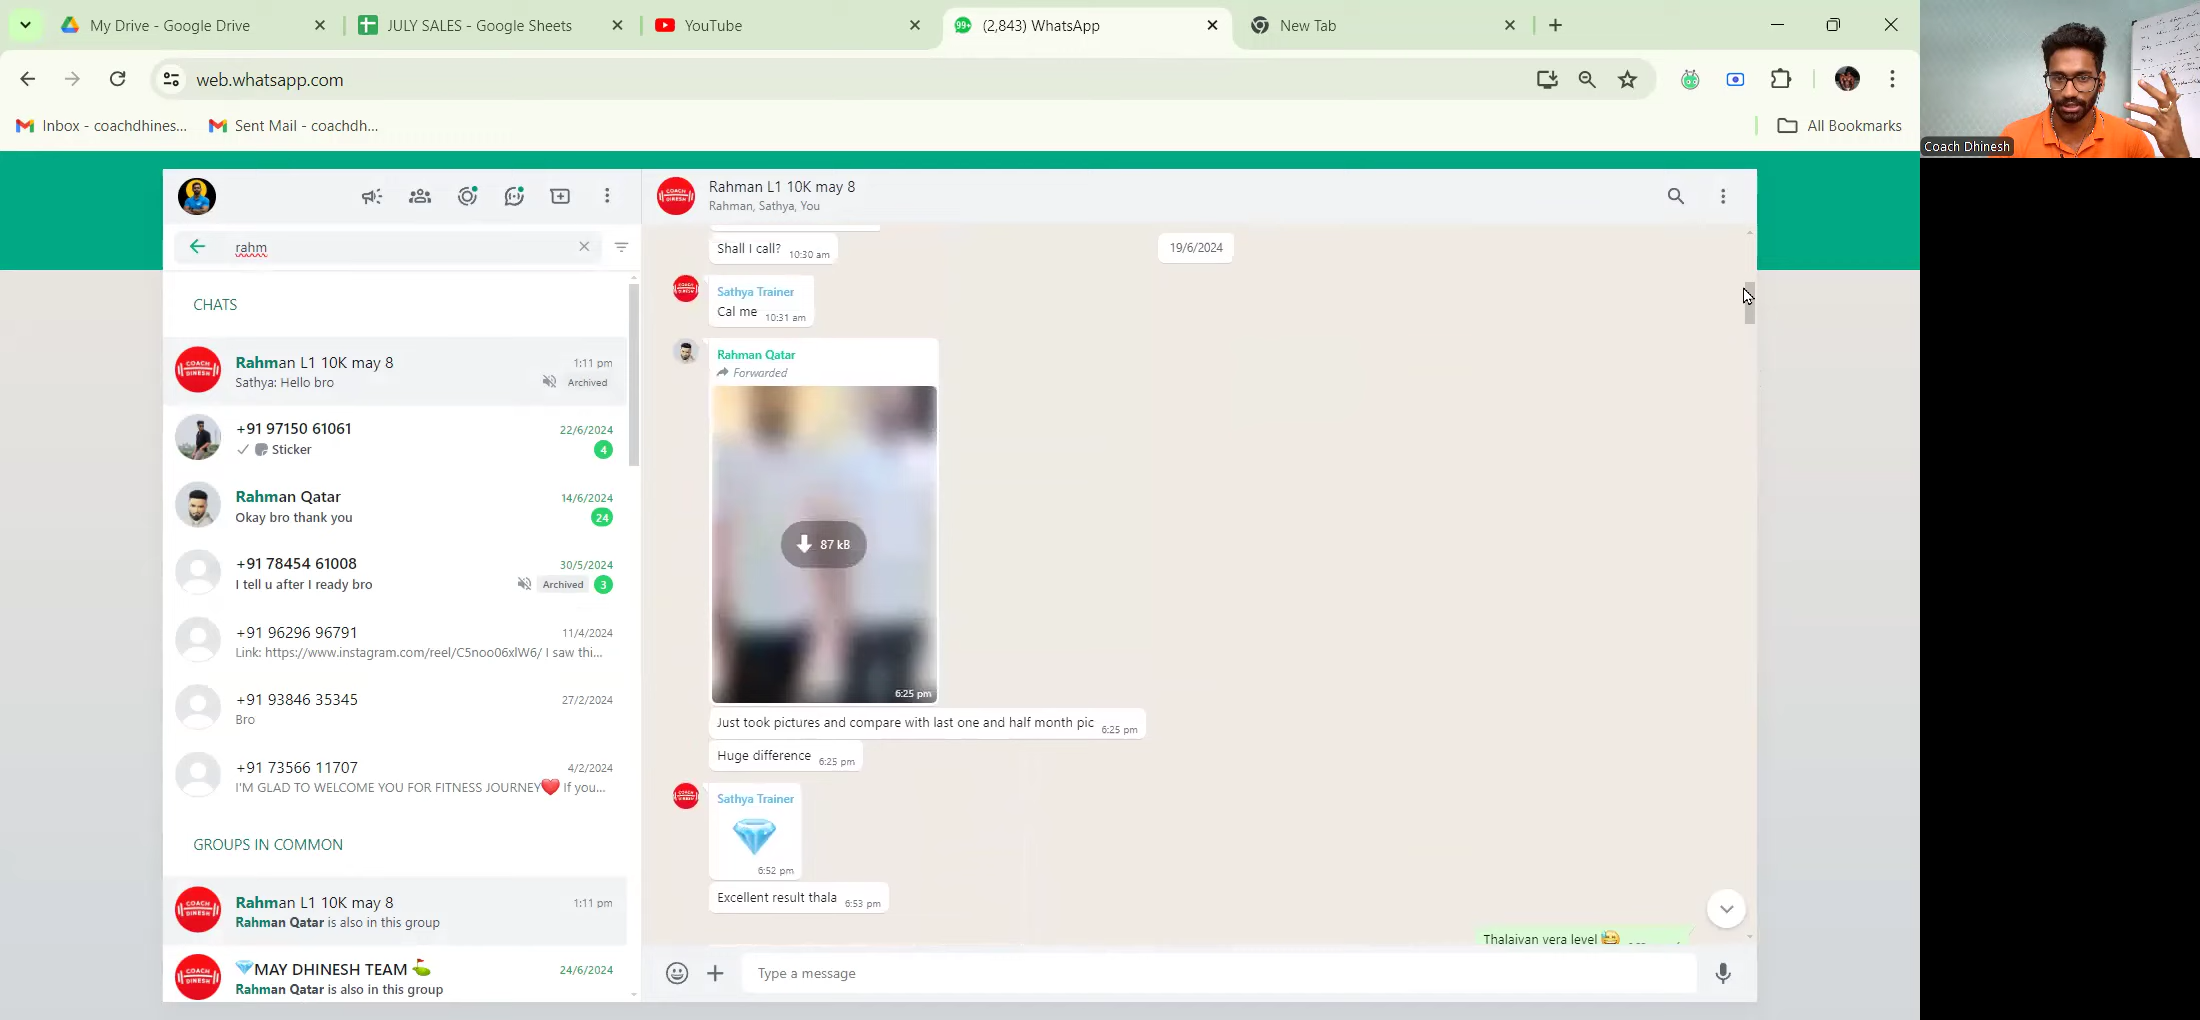 My Drive - Google Drive
JULY SALES - Google Sheets
YouTube
99+
(2,843) WhatsApp
New Tab
web.whatsapp.com
Inbox - coachdhines...
Sent Mail - coachdh...
All Bookmarks
Coach Dhinesh
rahm
CHATS
Rahman L1 10K may 8
1:11 pm
Sathya: Hello bro
Archived
+91 97150 61061
22/6/2024
Sticker
4
Rahman Qatar
14/6/2024
Okay bro thank you
24
+91 78454 61008
30/5/2024
I tell u after I ready bro
Archived
3
+91 96296 96791
11/4/2024
Link: https://www.instagram.com/reel/C5noo06xlW6/ I saw thi...
+91 93846 35345
27/2/2024
Bro
+91 73566 11707
4/2/2024
I'M GLAD TO WELCOME YOU FOR FITNESS JOURNEY❤️ If you...
GROUPS IN COMMON
Rahman L1 10K may 8
1:11 pm
Rahman Qatar is also in this group
💎MAY DHINESH TEAM ⛳
24/6/2024
Rahman Qatar is also in this group
COACH DINESH
Rahman L1 10K may 8
Rahman, Sathya, You
Shall I call? 10:30 am
19/6/2024
Sathya Trainer
Cal me 10:31 am
Rahman Qatar
Forwarded
87 kB
6:25 pm
Just took pictures and compare with last one and half month pic 6:25 pm
Huge difference 6:25 pm
Sathya Trainer
💎
6:52 pm
Excellent result thala 6:53 pm
Thalaivan vera level 😅
Type a message